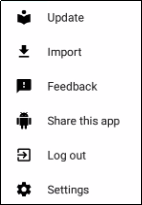 Update
Import
Feedback
Share this app
Log out
Settings